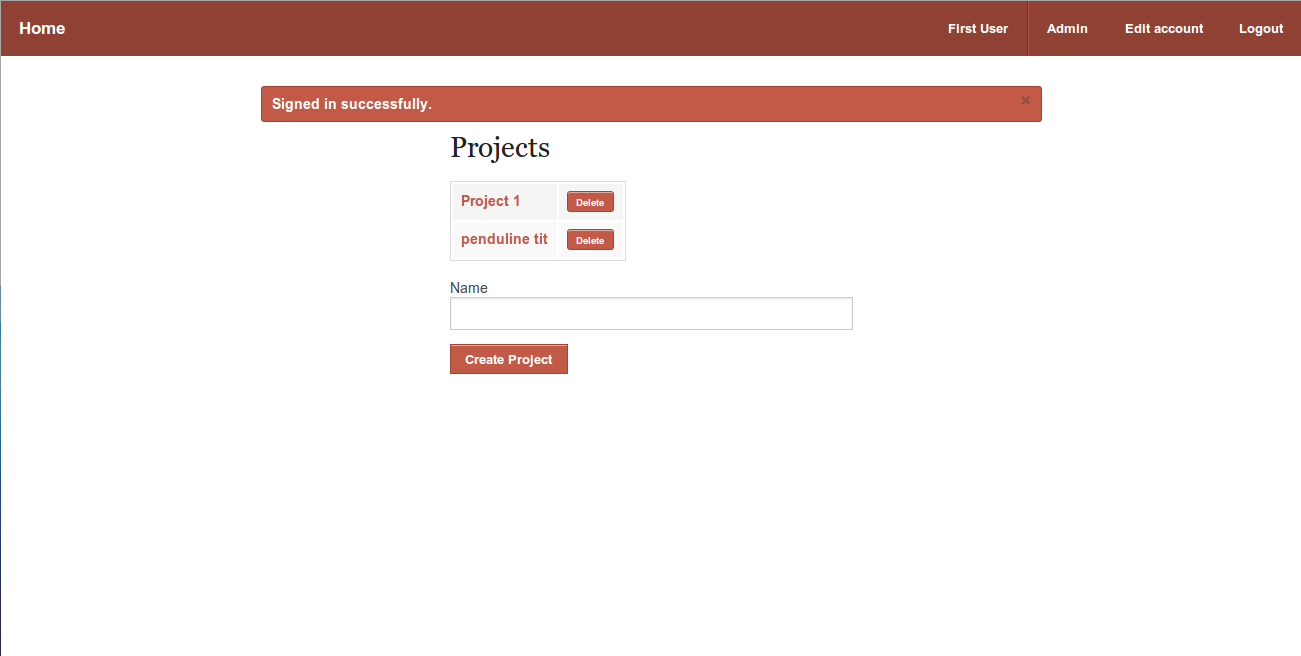 Home First User Admin Edit account Logout
Signed in successfully. ×
Projects
Project 1 Delete
penduline tit Delete
Name
Create Project